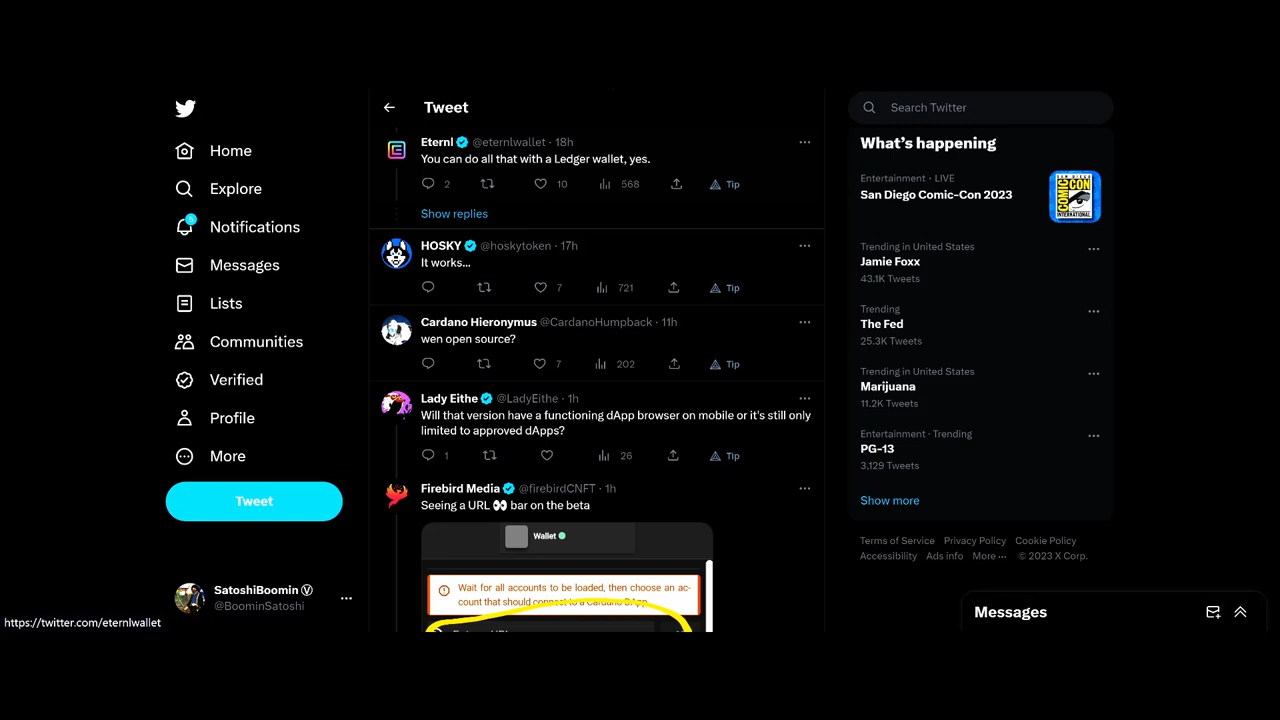 Tweet
Search Twitter
Home
Explore
5
Notifications
Messages
Lists
Communities
Verified
Profile
More
Tweet
SatoshiBoomin Ⓥ
@BoominSatoshi
https://twitter.com/eternlwallet
Eternl @eternlwallet · 18h
You can do all that with a Ledger wallet, yes.
2 10 568 Tip
Show replies
HOSKY @hoskytoken · 17h
It works...
7 721 Tip
Cardano Hieronymus @CardanoHumpback · 11h
wen open source?
7 202 Tip
Lady Eithe @LadyEithe · 1h
Will that version have a functioning dApp browser on mobile or it's still only
limited to approved dApps?
1 26 Tip
Firebird Media @firebirdCNFT · 1h
Seeing a URL 👀 bar on the beta
Wallet
Wait for all accounts to be loaded, then choose an ac-
count that should connect to a Cardano DApp.
What's happening
Entertainment · LIVE
San Diego Comic-Con 2023
COMIC
CON
INTERNATIONAL
Trending in United States
Jamie Foxx
43.1K Tweets
Trending
The Fed
25.3K Tweets
Trending in United States
Marijuana
11.2K Tweets
Entertainment · Trending
PG-13
3,129 Tweets
Show more
Terms of Service Privacy Policy Cookie Policy
Accessibility Ads info More ··· © 2023 X Corp.
Messages